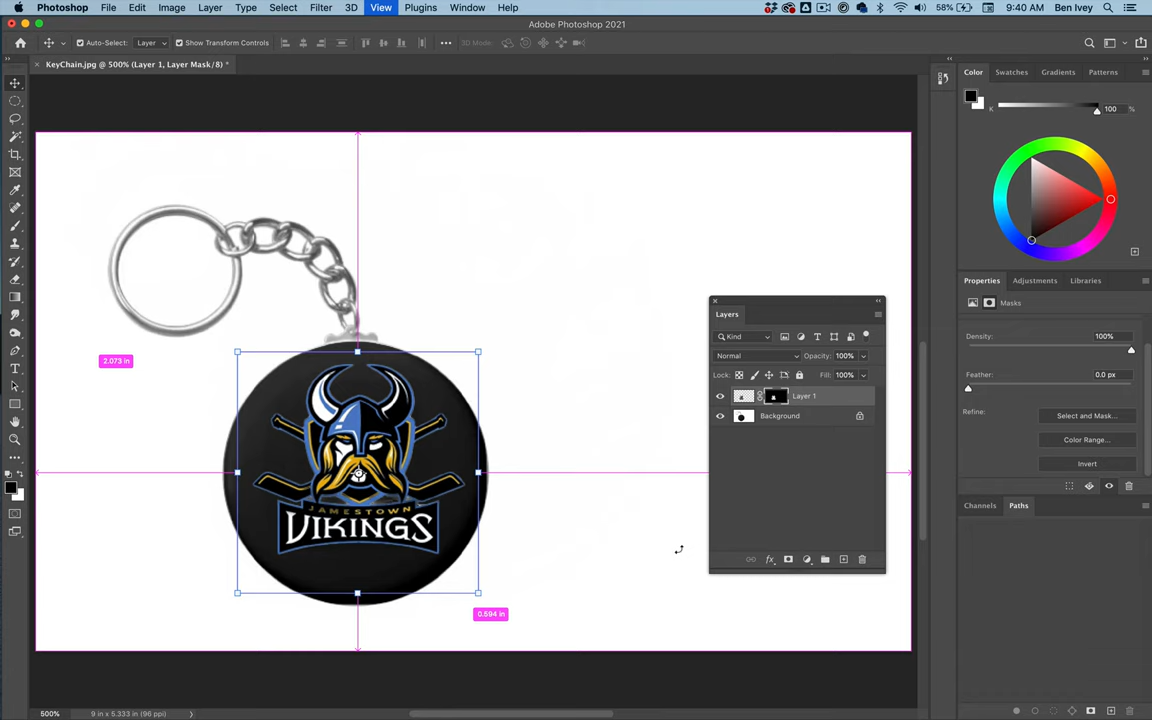 Photoshop File Edit Image Layer Type Select Filter 3D View Plugins Window Help 58% 9:40 AM Ben Ivey
Adobe Photoshop 2021
Auto-Select: Layer Show Transform Controls 3D Mode:
KeyChain.jpg @ 500% (Layer 1, Layer Mask/8) *
Color Swatches Gradients Patterns
K 100 %
Properties Adjustments Libraries
Masks
Density: 100%
Feather: 0.0 px
Refine: Select and Mask...
Color Range...
Invert
Channels Paths
Layers
Kind
Normal Opacity: 100%
Lock: Fill: 100%
Layer 1
Background
fx
2.073 in
0.594 in
JAMESTOWN
VIKINGS
500% 9 in x 5.333 in (96 ppi)